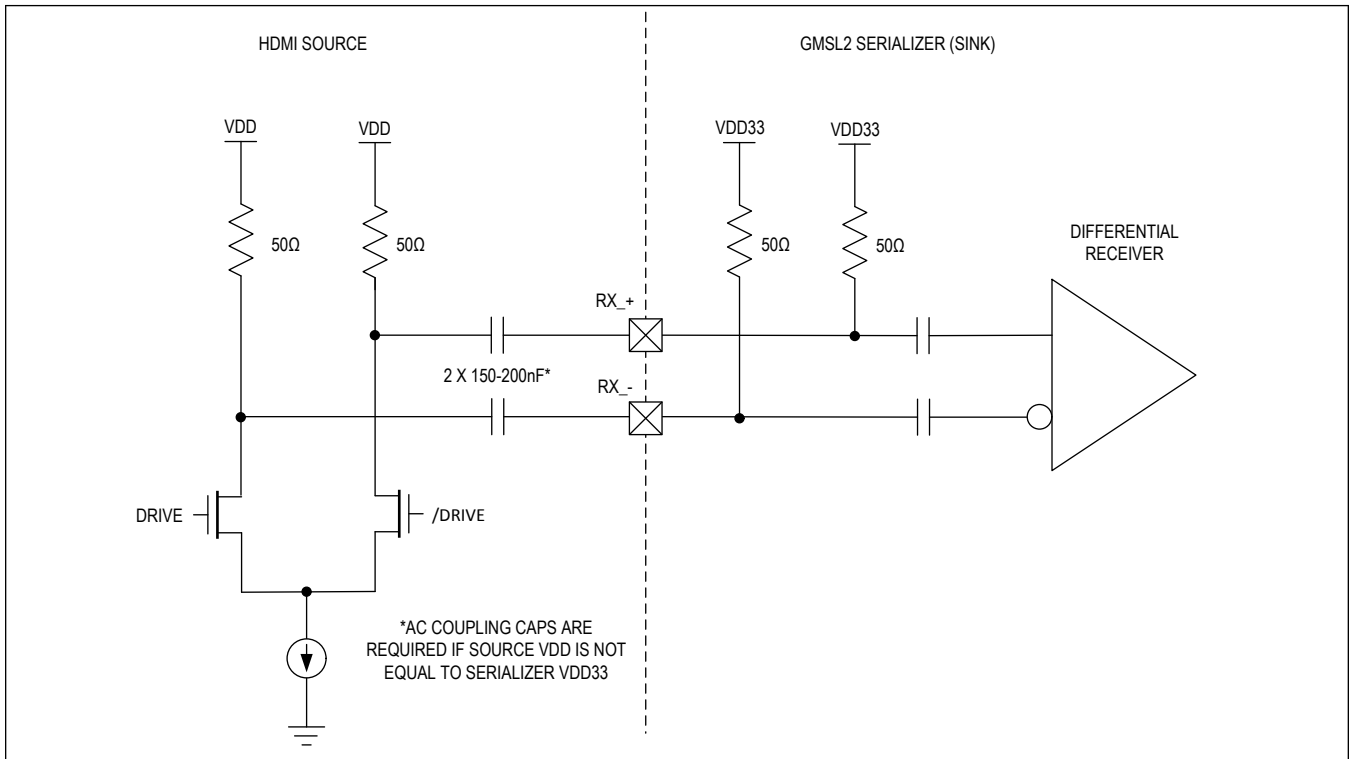 HDMI SOURCE
GMSL2 SERIALIZER (SINK)
VDD
VDD
VDD33
VDD33
50Ω
50Ω
50Ω
50Ω
DIFFERENTIAL
RECEIVER
RX_+
2 X 150-200nF*
RX_-
DRIVE
/DRIVE
*AC COUPLING CAPS ARE
REQUIRED IF SOURCE VDD IS NOT
EQUAL TO SERIALIZER VDD33